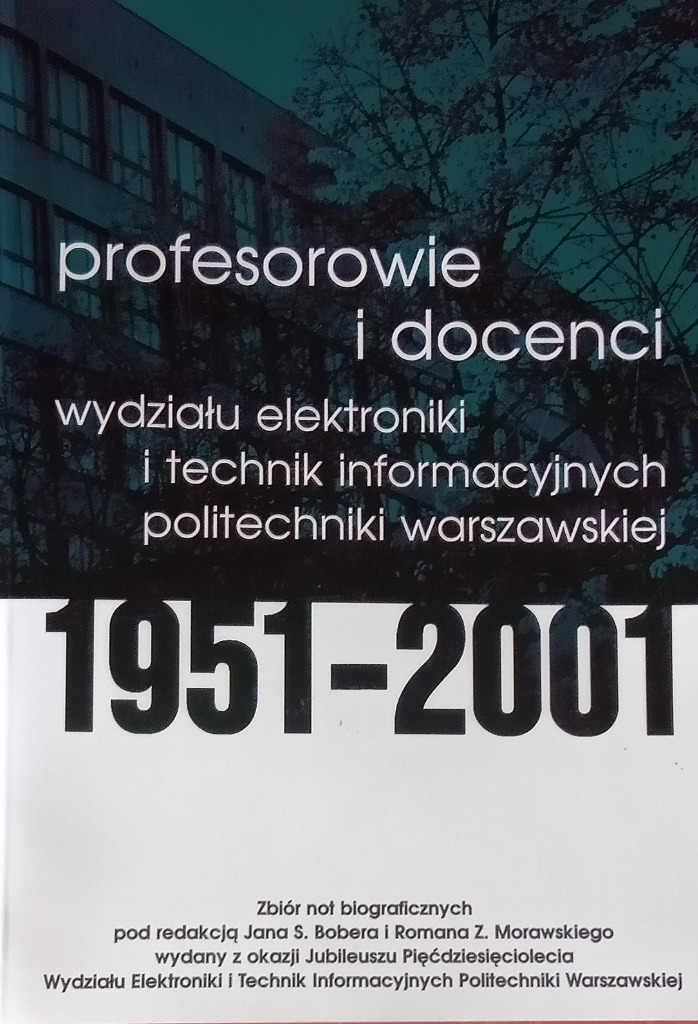 profesorowie
i docenci
wydziału elektroniki
i technik informacyjnych
politechniki warszawskiej
1951-2001
Zbiór not biograficznych
pod redakcją Jana S. Bobera i Romana Z. Morawskiego
wydany z okazji Jubileuszu Pięćdziesięciolecia
Wydziału Elektroniki i Technik Informacyjnych Politechniki Warszawskiej